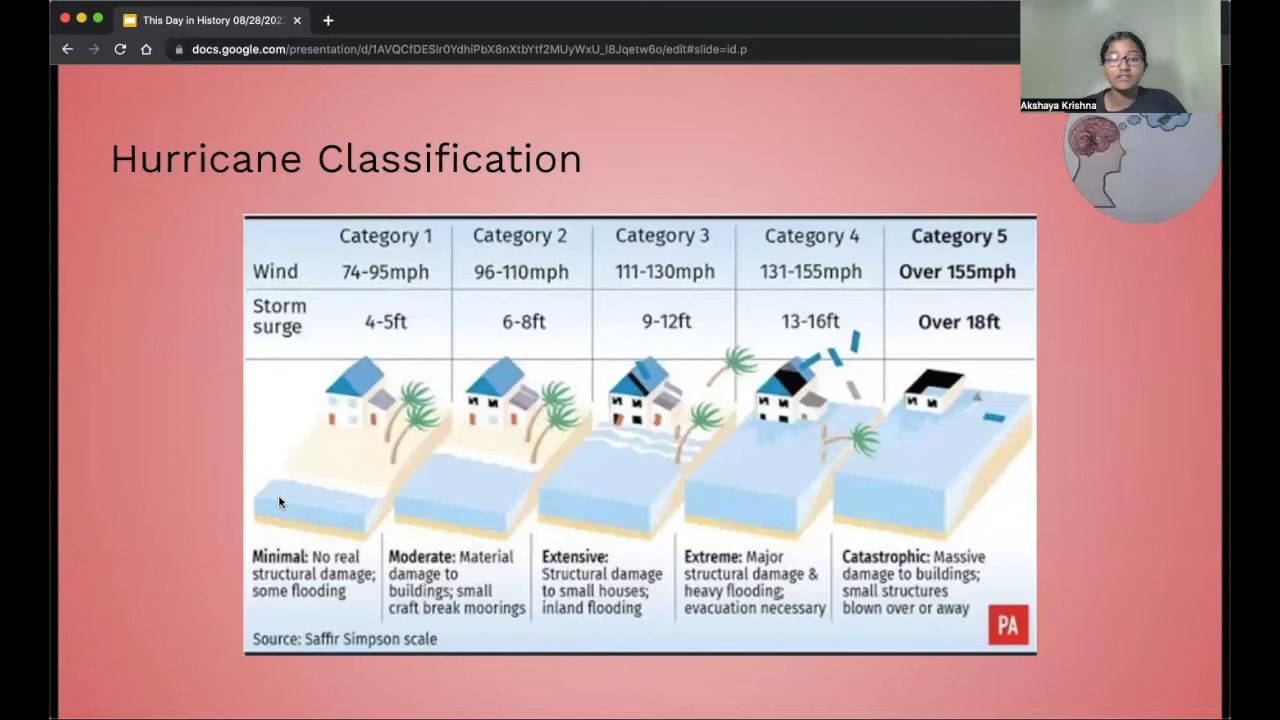 This Day in History 08/28/202
docs.google.com/presentation/d/1AVQCfDESIr0YdhiPbX8nXtbYtf2MUyWxU_I8Jqetw6o/edit#slide=id.p
Akshaya Krishna
Hurricane Classification
Category 1 Category 2 Category 3 Category 4 Category 5
Wind 74-95mph 96-110mph 111-130mph 131-155mph Over 155mph
Storm
surge 4-5ft 6-8ft 9-12ft 13-16ft Over 18ft
Minimal: No real
structural damage;
some flooding
Moderate: Material
damage to
buildings; small
craft break moorings
Extensive:
Structural damage
to small houses;
inland flooding
Extreme: Major
structural damage &
heavy flooding;
evacuation necessary
Catastrophic: Massive
damage to buildings;
small structures
blown over or away
Source: Saffir Simpson scale
PA